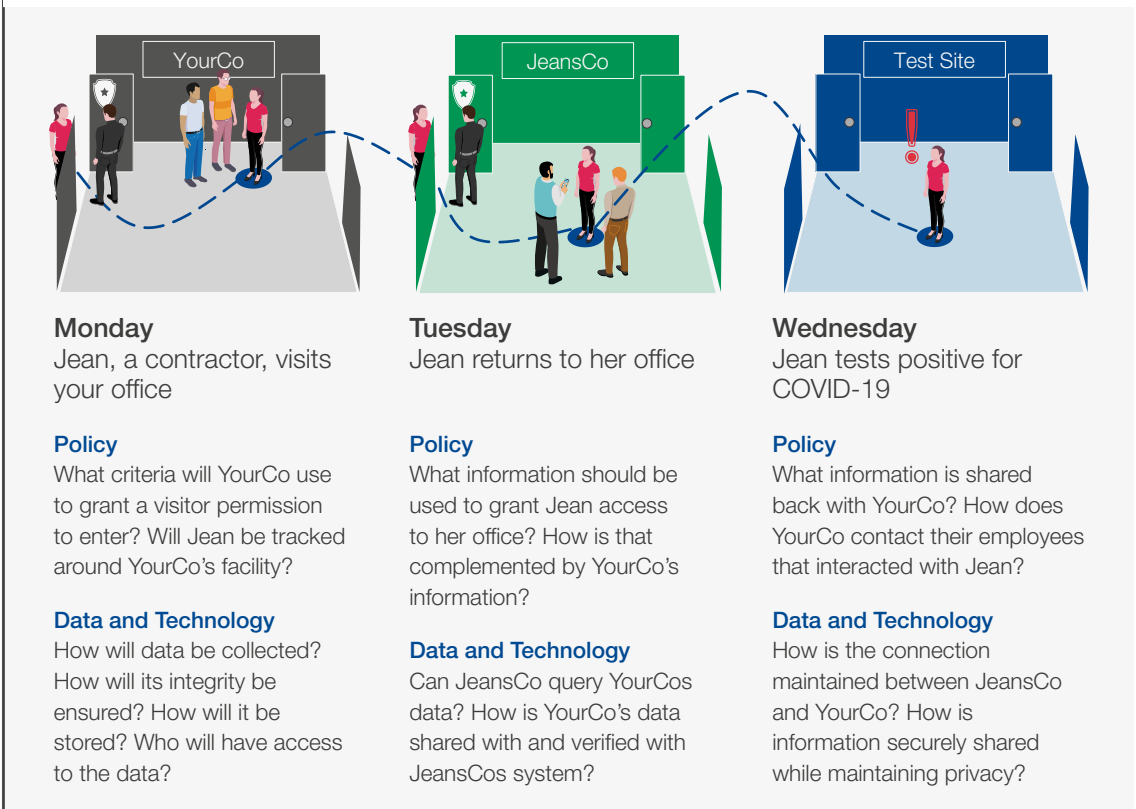 YourCo
JeansCo
Test Site
Monday
Jean, a contractor, visits
your office
Policy
What criteria will YourCo use
to grant a visitor permission
to enter? Will Jean be tracked
around YourCo’s facility?
Data and Technology
How will data be collected?
How will its integrity be
ensured? How will it be
stored? Who will have access
to the data?
Tuesday
Jean returns to her office
Policy
What information should be
used to grant Jean access
to her office? How is that
complemented by YourCo’s
information?
Data and Technology
Can JeansCo query YourCos
data? How is YourCo’s data
shared with and verified with
JeansCos system?
Wednesday
Jean tests positive for
COVID-19
Policy
What information is shared
back with YourCo? How does
YourCo contact their employees
that interacted with Jean?
Data and Technology
How is the connection
maintained between JeansCo
and YourCo? How is
information securely shared
while maintaining privacy?